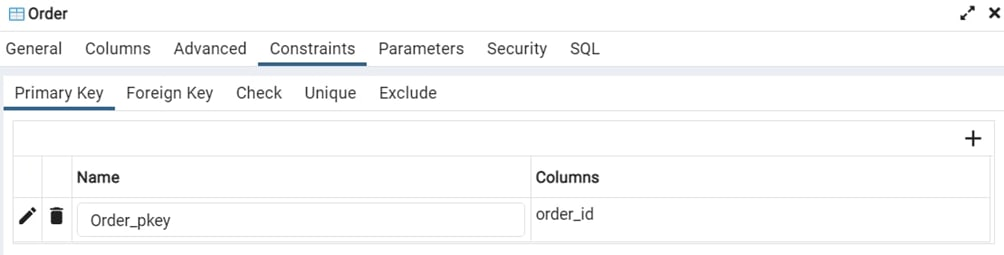 Order
General Columns Advanced Constraints Parameters Security SQL
Primary Key Foreign Key Check Unique Exclude
Name Columns
Order_pkey order_id